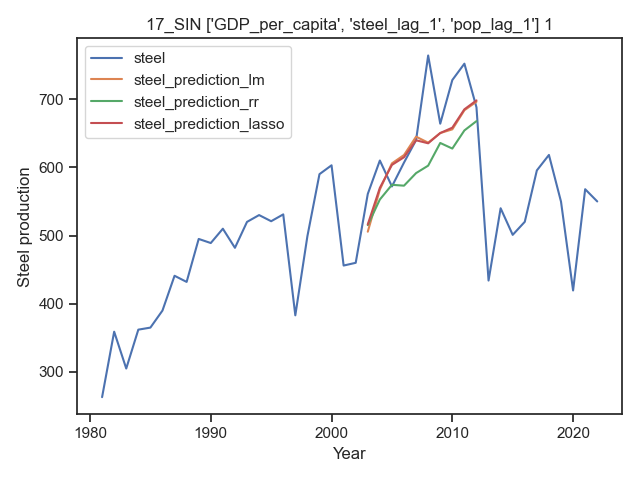 17_SIN ['GDP_per_capita', 'steel_lag_1', 'pop_lag_1'] 1
steel
steel_prediction_lm
steel_prediction_rr
steel_prediction_lasso
Steel production
700
600
500
400
300
1980
1990
2000
2010
2020
Year